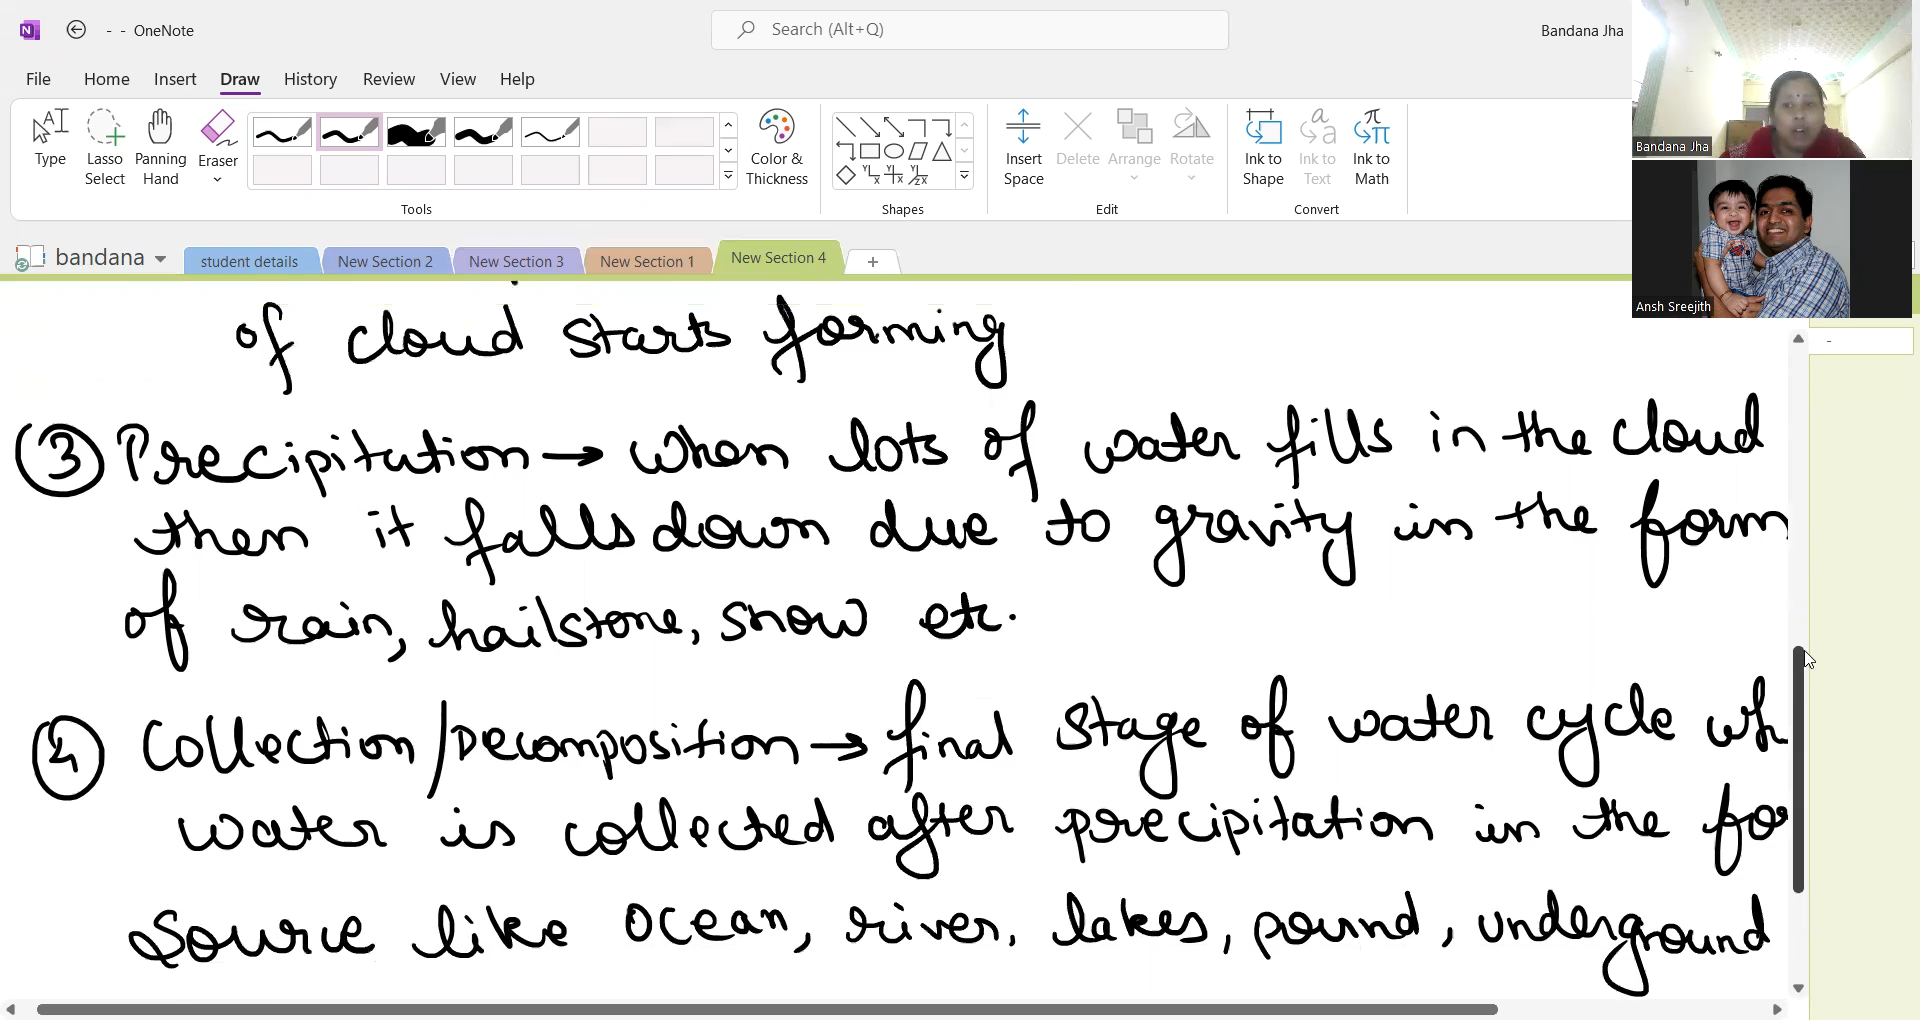 - - OneNote
Search (Alt+Q)
Bandana Jha
File Home Insert Draw History Review View Help
Type
Lasso Select
Panning Hand
Eraser
Color & Thickness
Insert Space
Delete
Arrange
Rotate
Ink to Shape
Ink to Text
Ink to Math
Tools
Shapes
Edit
Convert
Bandana Jha
Ansh Sreejith
bandana
student details
New Section 2
New Section 3
New Section 1
New Section 4
of cloud starts forming
③ Precipitation → when lots of water fills in the cloud
then it falls down due to gravity in the form
of rain, hailstone, snow etc.
④ Collection/Decomposition → final stage of water cycle wh
water is collected after precipitation in the fo
source like ocean, river, lakes, pound, underground